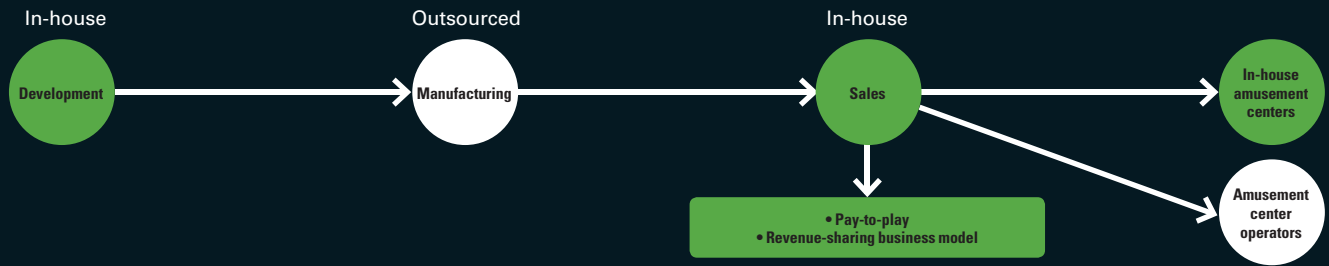 In-house
Outsourced
In-house
Development
Manufacturing
Sales
In-house
amusement
centers
• Pay-to-play
• Revenue-sharing business model
Amusement
center
operators